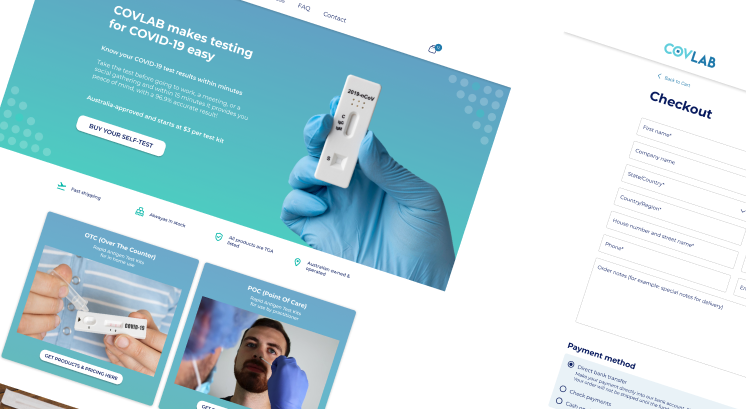 FAQ
Contact
0
COVLAB makes testing
for COVID-19 easy
Know your COVID-19 test results within minutes
Take the test before going to work, a meeting, or a
social gathering and within 15 minutes it provides you
peace of mind, with a 96.9% accurate result!
Australia-approved and starts at $3 per test kit
BUY YOUR SELF-TEST
2019-nCoV
C
IgG
IgM
S
Fast shipping
Always in stock
All products are TGA
listed
Australian owned &
operated
OTC (Over The Counter)
Rapid Antigen Test kits
for in home use
COVID-19
GET PRODUCTS & PRICING HERE
POC (Point Of Care)
Rapid Antigen Test kits
for use by practitioner
COVLAB
Back to Cart
Checkout
First name*
Company name
State/Country*
Country/Region*
House number and street name*
Phone*
Order notes (for example special notes for delivery)
Payment method
Direct bank transfer
Make your payment directly into our bank account.
Your order will not be shipped until the
Check payments
Cash